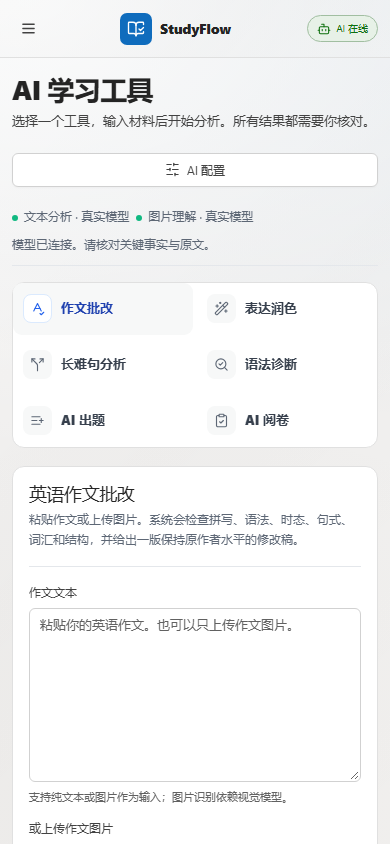 StudyFlow
AI 在线
AI 学习工具
选择一个工具，输入材料后开始分析。所有结果都需要你核对。
AI 配置
文本分析 · 真实模型 图片理解 · 真实模型
模型已连接。请核对关键事实与原文。
作文批改 表达润色
长难句分析 语法诊断
AI 出题 AI 阅卷
英语作文批改
粘贴作文或上传图片。系统会检查拼写、语法、时态、句式、
词汇和结构，并给出一版保持原作者水平的修改稿。
作文文本
粘贴你的英语作文。也可以只上传作文图片。
支持纯文本或图片作为输入；图片识别依赖视觉模型。
或上传作文图片